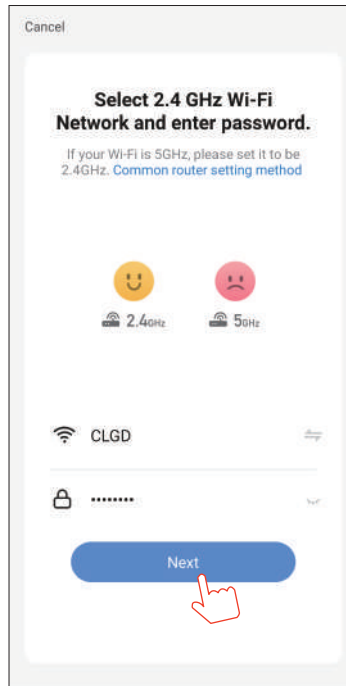 Cancel
Select 2.4 GHz Wi-Fi
Network and enter password.
If your Wi-Fi is 5GHz, please set it to be
2.4GHz. Common router setting method
2.4GHz 5GHz
CLGD
••••••••
Next